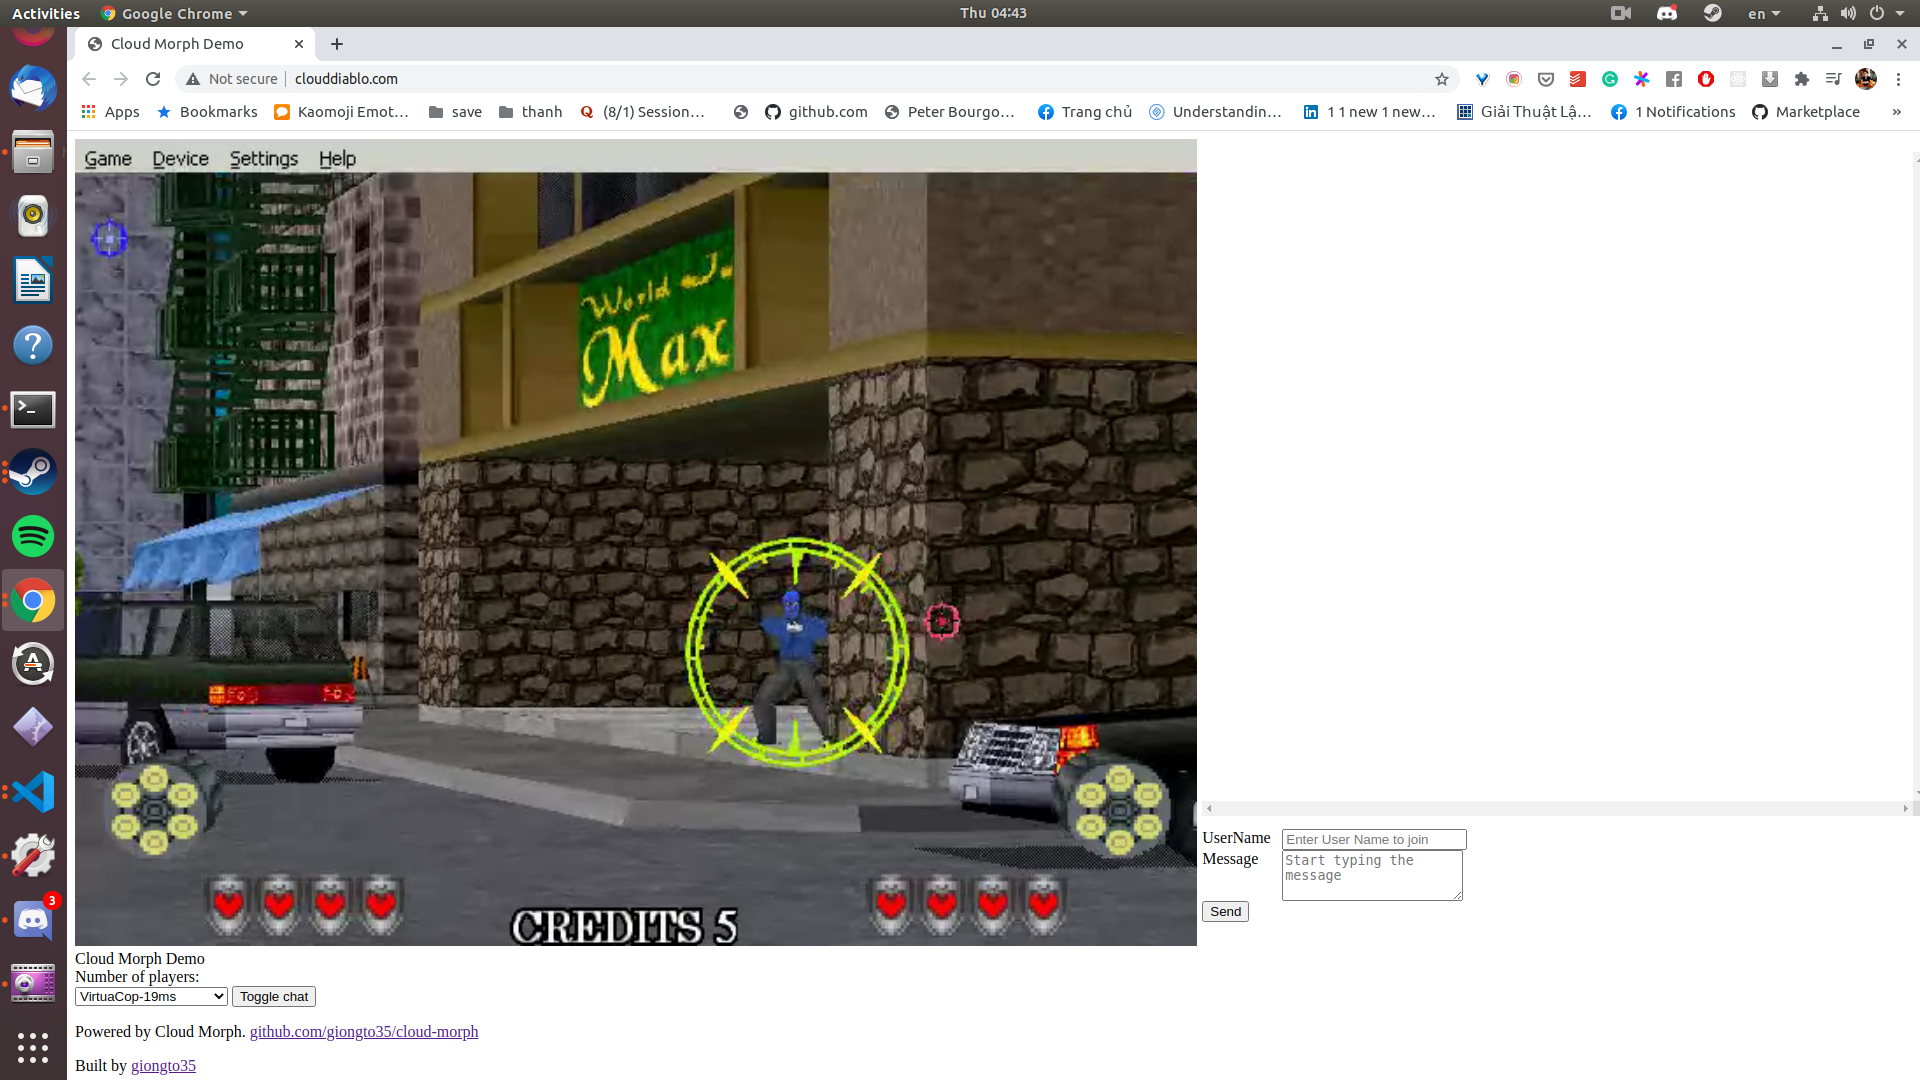 Activities
Google Chrome
Thu 04:43
en
Cloud Morph Demo
Not secure
clouddiablo.com
Apps
Bookmarks
Kaomoji Emot…
save
thanh
(8/1) Session…
github.com
Peter Bourgo…
Trang chủ
Understandin…
1 1 new 1 new…
Giải Thuật Lậ…
1 Notifications
Marketplace
»
Game Device Settings Help
World
Max
CREDITS 5
3
UserName
Enter User Name to join
Message
Start typing the
message
Send
Cloud Morph Demo
Number of players:
VirtuaCop-19ms
Toggle chat
Powered by Cloud Morph. github.com/giongto35/cloud-morph
Built by giongto35